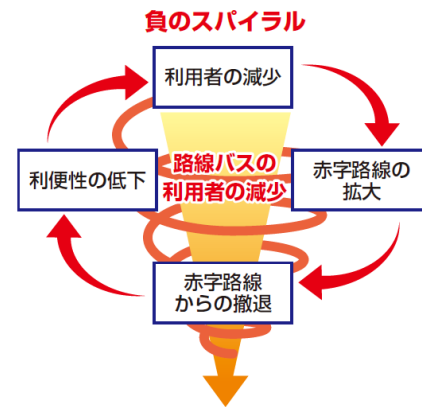 負のスパイラル
利用者の減少
赤字路線の
拡大
赤字路線
からの撤退
利便性の低下
路線バスの
利用者の減少